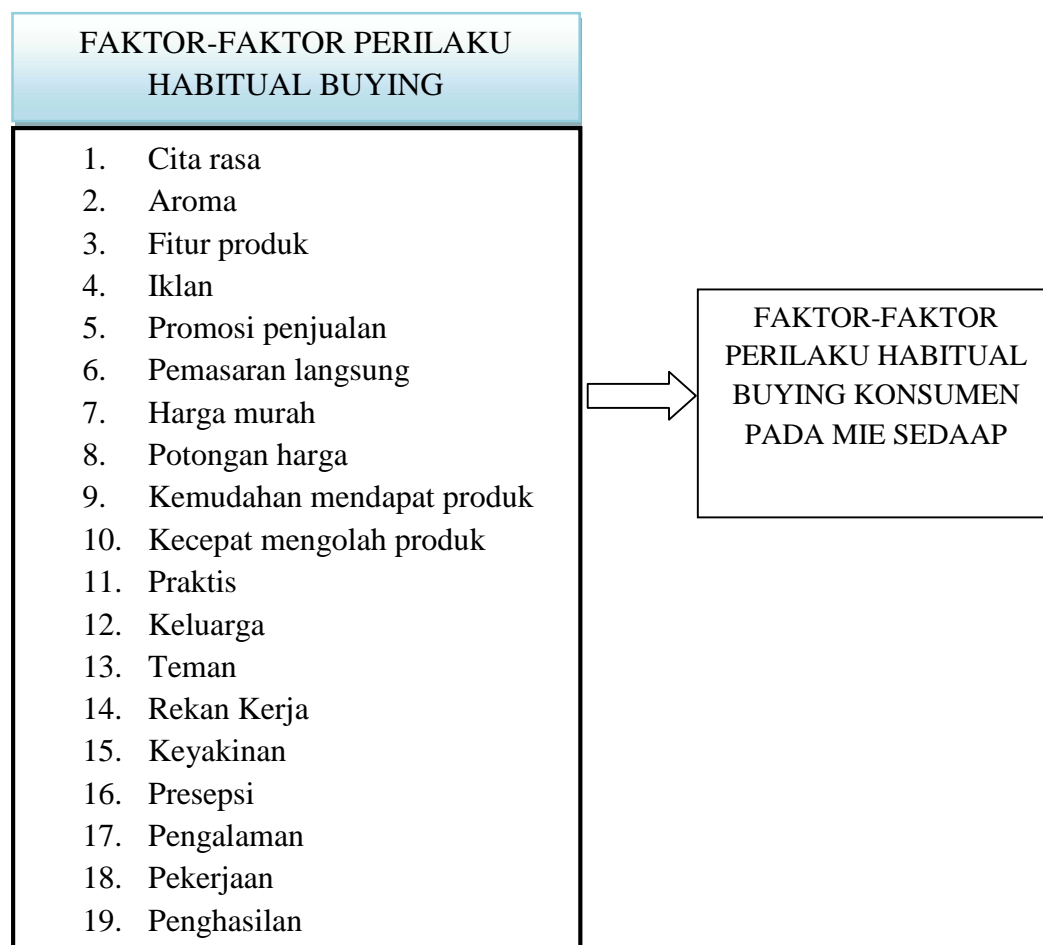 FAKTOR-FAKTOR PERILAKU
HABITUAL BUYING
1. Cita rasa
2. Aroma
3. Fitur produk
4. Iklan
5. Promosi penjualan
6. Pemasaran langsung
7. Harga murah
8. Potongan harga
9. Kemudahan mendapat produk
10. Kecepat mengolah produk
11. Praktis
12. Keluarga
13. Teman
14. Rekan Kerja
15. Keyakinan
16. Presepsi
17. Pengalaman
18. Pekerjaan
19. Penghasilan
FAKTOR-FAKTOR
PERILAKU HABITUAL
BUYING KONSUMEN
PADA MIE SEDAAP